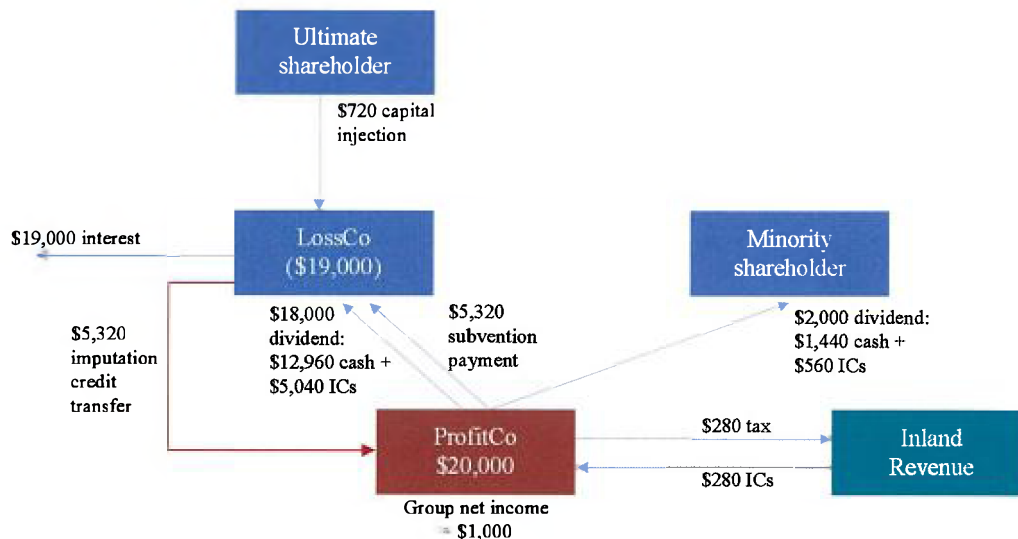 Ultimate
shareholder
$720 capital
injection
$19,000 interest
LossCo
($19,000)
Minority
shareholder
$5,320
imputation
credit
transfer
$18,000
dividend:
$12,960 cash +
$5,040 ICs
$5,320
subvention
payment
$2,000 dividend:
$1,440 cash +
$560 ICs
ProfitCo
$20,000
$280 tax
$280 ICs
Inland
Revenue
Group net income
= $1,000